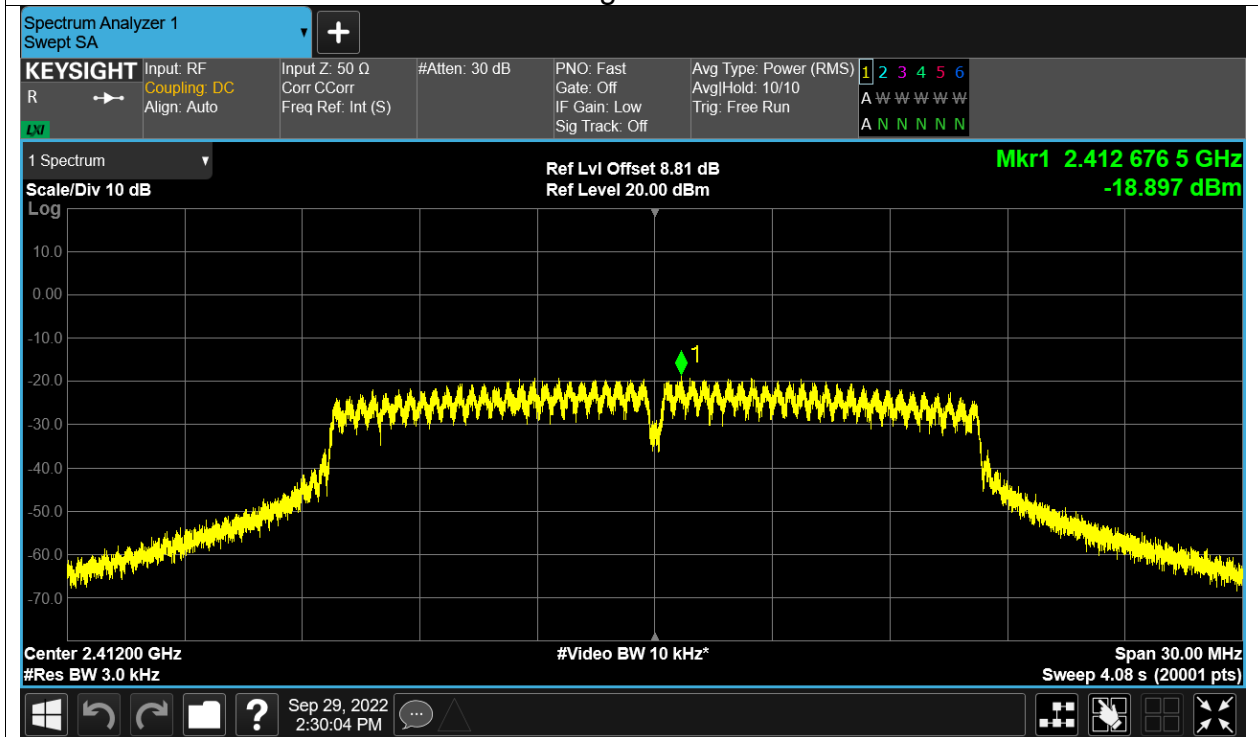 Spectrum Analyzer 1
Swept SA
KEYSIGHT
R
LXI
Input: RF
Coupling: DC
Align: Auto
Input Z: 50 Ω
Corr CCorr
Freq Ref: Int (S)
#Atten: 30 dB
PNO: Fast
Gate: Off
IF Gain: Low
Sig Track: Off
Avg Type: Power (RMS)
Avg|Hold: 10/10
Trig: Free Run
1 2 3 4 5 6
A W W W W W
A N N N N N
1 Spectrum
Scale/Div 10 dB
Ref Lvl Offset 8.81 dB
Ref Level 20.00 dBm
Mkr1 2.412 676 5 GHz
-18.897 dBm
Log
10.0
0.00
-10.0
1
-20.0
-30.0
-40.0
-50.0
-60.0
-70.0
Center 2.41200 GHz
#Res BW 3.0 kHz
#Video BW 10 kHz*
Span 30.00 MHz
Sweep 4.08 s (20001 pts)
?
Sep 29, 2022
2:30:04 PM